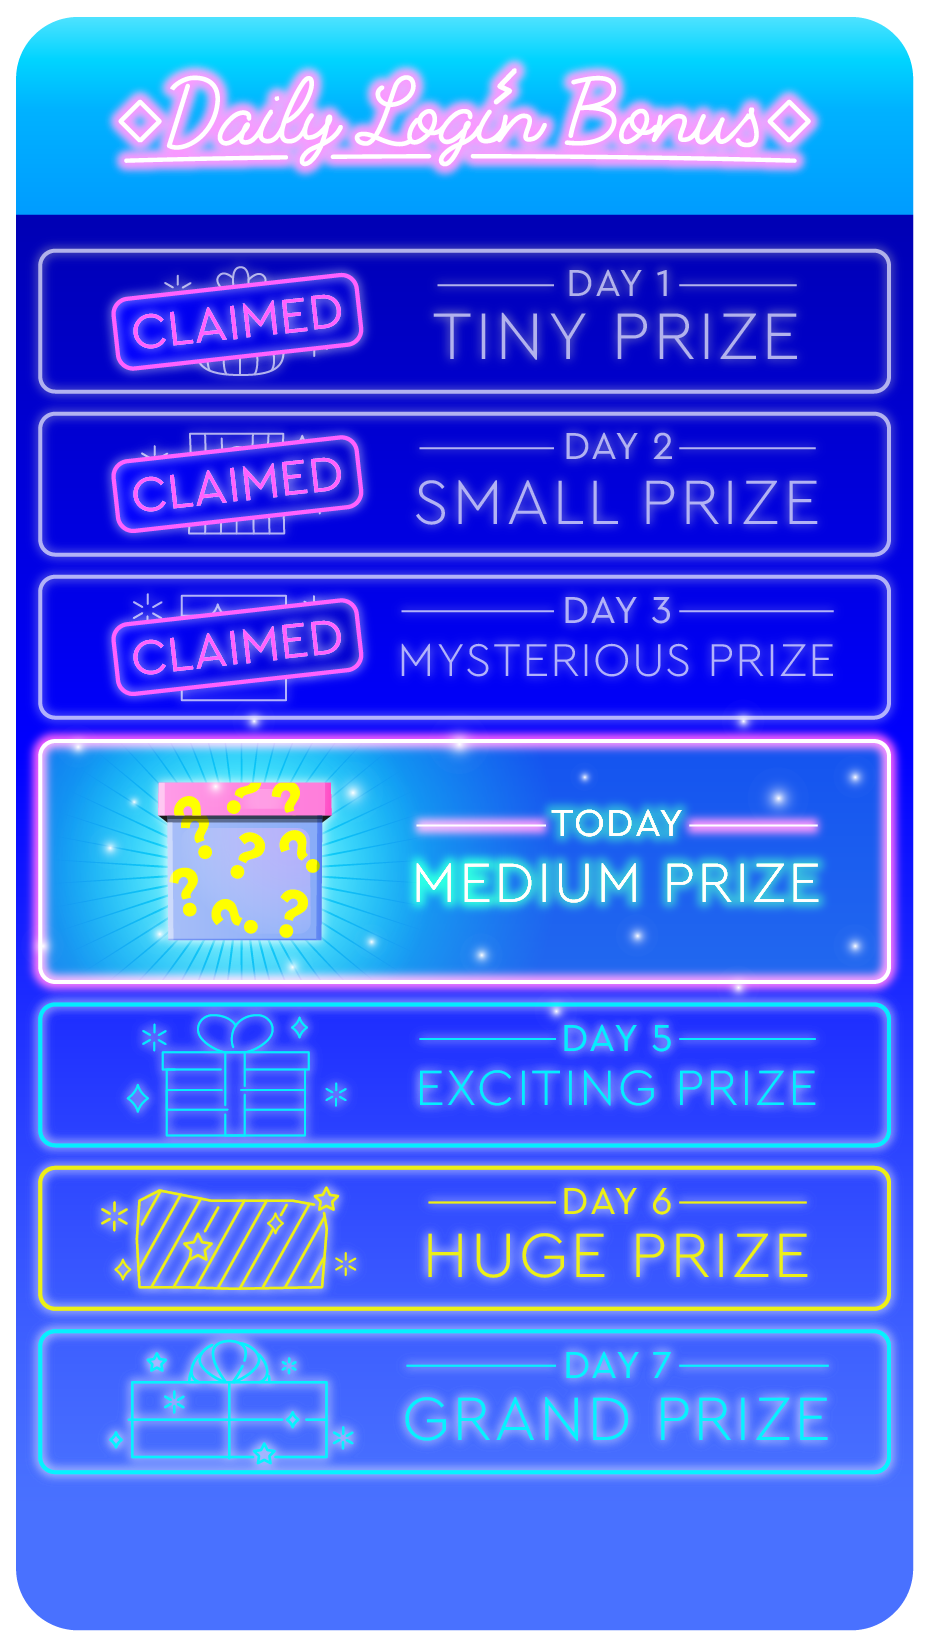 Daily Login Bonus
CLAIMED
DAY 1
TINY PRIZE
CLAIMED
DAY 2
SMALL PRIZE
CLAIMED
DAY 3
MYSTERIOUS PRIZE
? ? ? ? ? ? ? ?
TODAY
MEDIUM PRIZE
DAY 5
EXCITING PRIZE
DAY 6
HUGE PRIZE
DAY 7
GRAND PRIZE